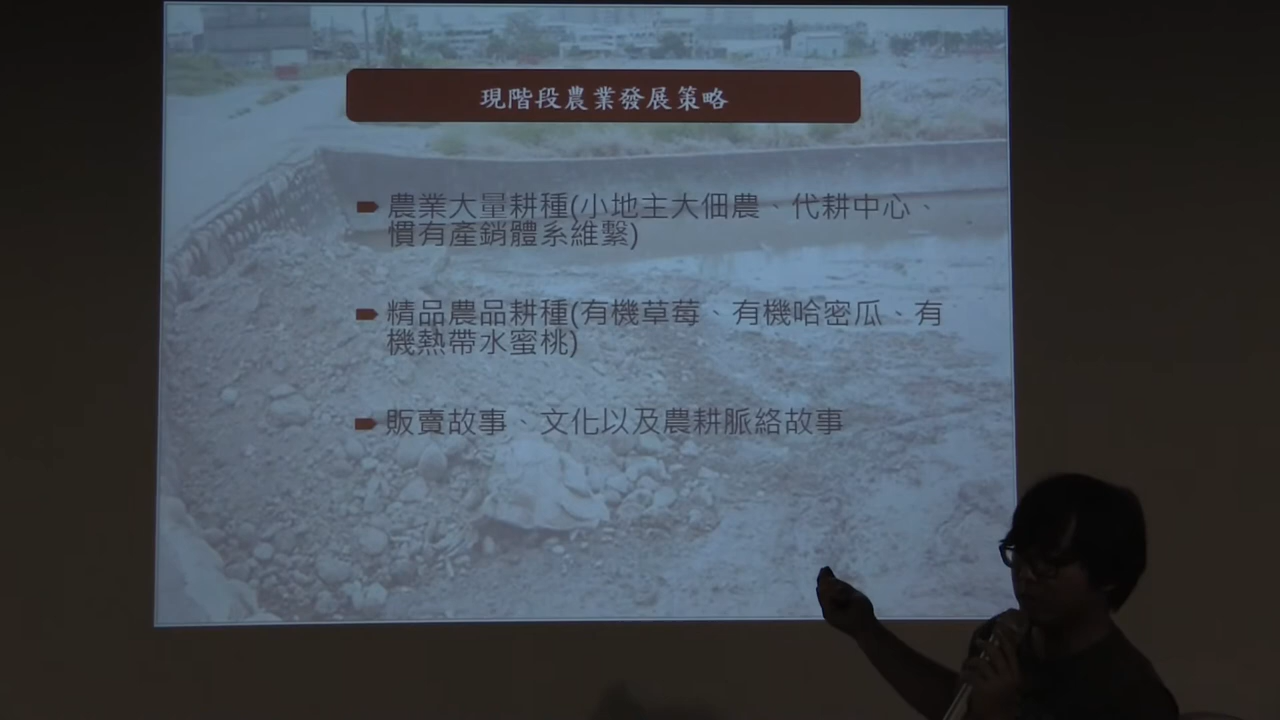 現階段農業發展策略
農業大量耕種(小地主大佃農、代耕中心、
慣有產銷體系維繫)
精品農品耕種(有機草莓、有機哈密瓜、有
機熱帶水蜜桃)
販賣故事、文化以及農耕脈絡故事